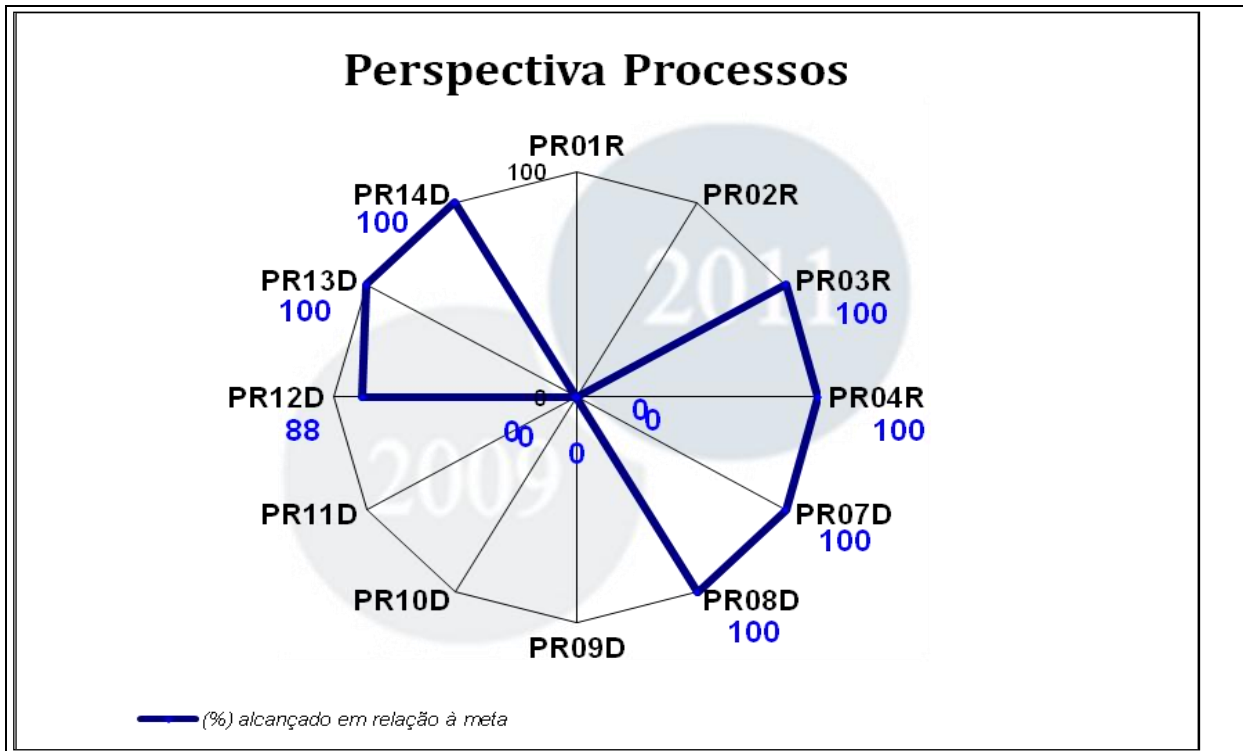 Perspectiva Processos
PR01R
100
PR14D
PR02R
100
2011
PR13D
PR03R
100
100
PR12D
0
PR04R
88
00
00
100
0
2009
PR11D
PR07D
100
PR10D
PR08D
100
PR09D
(%) alcançado em relação à meta